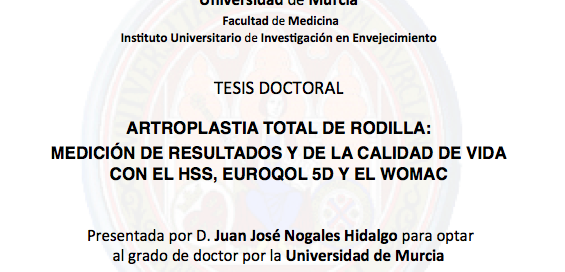 Universidad de Murcia
Facultad de Medicina
Instituto Universitario de Investigación en Envejecimiento
TESIS DOCTORAL
ARTROPLASTIA TOTAL DE RODILLA:
MEDICIÓN DE RESULTADOS Y DE LA CALIDAD DE VIDA
CON EL HSS, EUROQOL 5D Y EL WOMAC
Presentada por D. Juan José Nogales Hidalgo para optar
al grado de doctor por la Universidad de Murcia